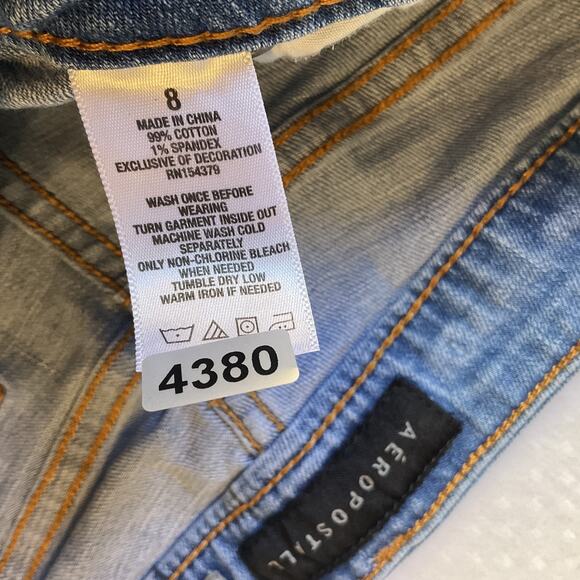 8
MADE IN CHINA
99% COTTON
1% SPANDEX
EXCLUSIVE OF DECORATION
RN154379
WASH ONCE BEFORE
WEARING
TURN GARMENT INSIDE OUT
MACHINE WASH COLD
SEPARATELY
ONLY NON-CHLORINE BLEACH
WHEN NEEDED
TUMBLE DRY LOW
WARM IRON IF NEEDED
4380
AÉROPOSTALE